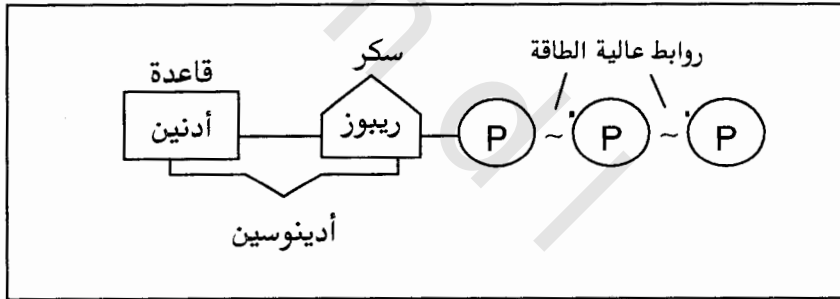 روابط عالية الطاقة
سكر
قاعدة
أدنين
ريبوز
P ~ P ~ P
أدينوسين